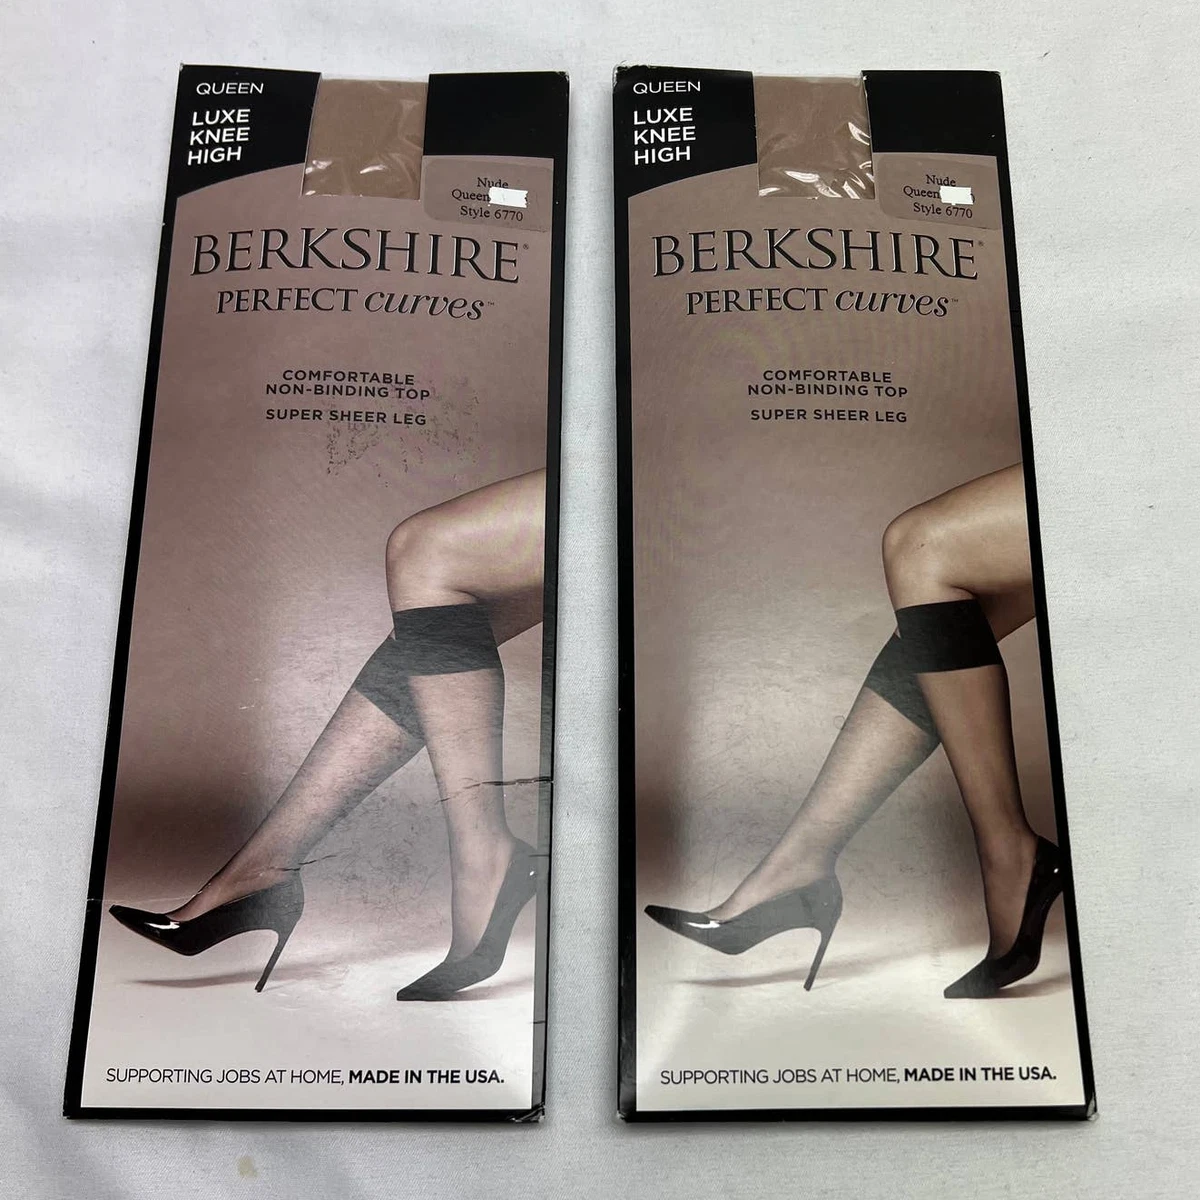 QUEEN
LUXE
KNEE
HIGH
Nude
Queen
Style 6770
BERKSHIRE®
PERFECT curves™
COMFORTABLE
NON-BINDING TOP
SUPER SHEER LEG
SUPPORTING JOBS AT HOME, MADE IN THE USA.
QUEEN
LUXE
KNEE
HIGH
Nude
Queen
Style 6770
BERKSHIRE®
PERFECT curves™
COMFORTABLE
NON-BINDING TOP
SUPER SHEER LEG
SUPPORTING JOBS AT HOME, MADE IN THE USA.